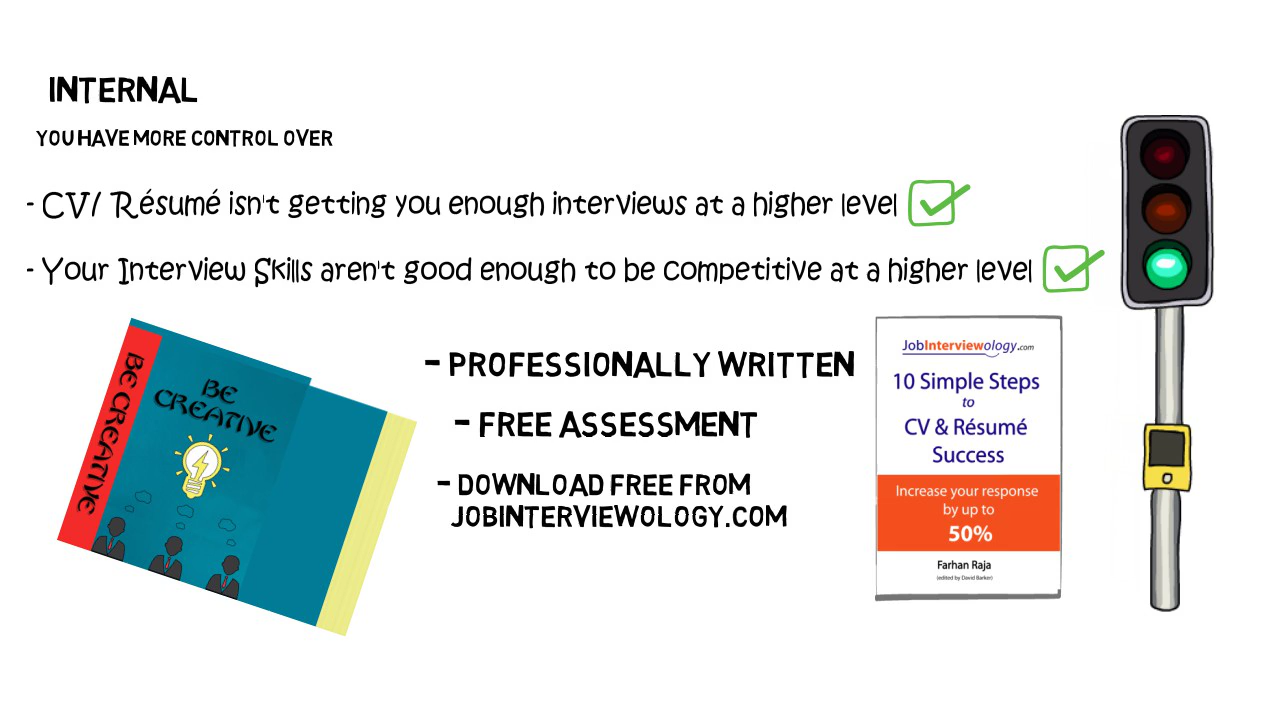 INTERNAL
YOU HAVE MORE CONTROL OVER
- CV/ Résumé isn't getting you enough interviews at a higher level
- Your Interview Skills aren't good enough to be competitive at a higher level
BE CREATIVE
BE
CREATIVE
- PROFESSIONALLY WRITTEN
- FREE ASSESSMENT
- DOWNLOAD FREE FROM
JOBINTERVIEWOLOGY.COM
JobInterviewology.com
10 Simple Steps
to
CV & Résumé
Success
Increase your response
by up to
50%
Farhan Raja
(edited by David Barker)